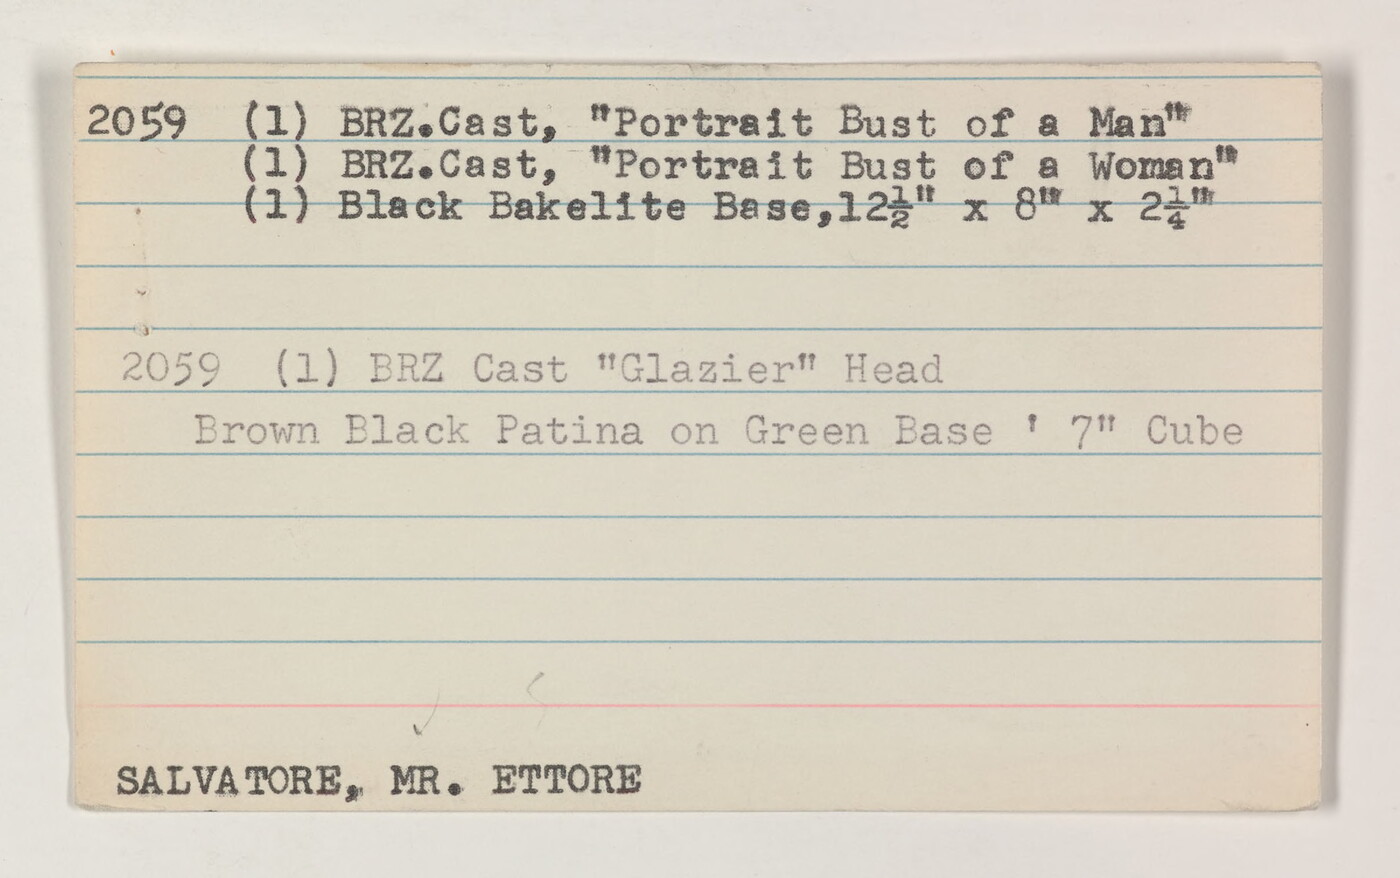 2059 (1) BRZ.Cast, "Portrait Bust of a Man"
(1) BRZ.Cast, "Portrait Bust of a Woman"
(1) Black Bakelite Base,12½" x 8" x 2¼"
2059 (1) BRZ Cast "Glazier" Head
Brown Black Patina on Green Base ' 7" Cube
SALVATORE, MR. ETTORE